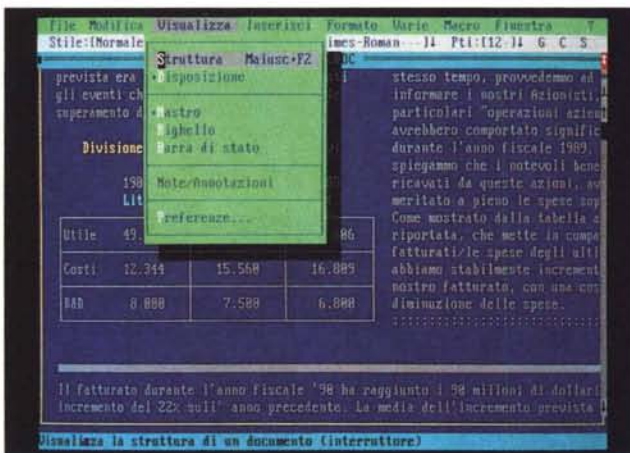 File Modifica Visualizza Inserisci Formato Varie Macro Finestra ?
Stile:[Normale imes-Roman---]↓ Pti:[12-]↓ G C S
Struttura Maiusc+F2
Disposizione
Nastro
Righello
Barra di stato
Note/Annotazioni
Preferenze...
prevista era
gli eventi ch
superamento d
Divisione
198
Lit
Utile 49. 86
Costi 12.344 15.560 16.889
R&D 8.000 7.500 6.800
stesso tempo, provvedemmo ad
informare i nostri Azionisti,
particolari "operazioni azien
avrebbero comportato signific
durante l'anno fiscale 1989,
spiegammo che i notevoli bene
ricavati da queste azioni, av
meritato a pieno le spese sop
Come mostrato dalla tabella a
riportata, che mette in compa
fatturati/le spese degli ulti
abbiamo stabilmente increment
nostro fatturato, con una cos
diminuzione delle spese.
Il fatturato durante l'anno fiscale '90 ha raggiunto i 90 milioni di dollari
incremento del 22% sull' anno precedente. La media dell'incremento prevista
Visualizza la struttura di un documento (interruttore)